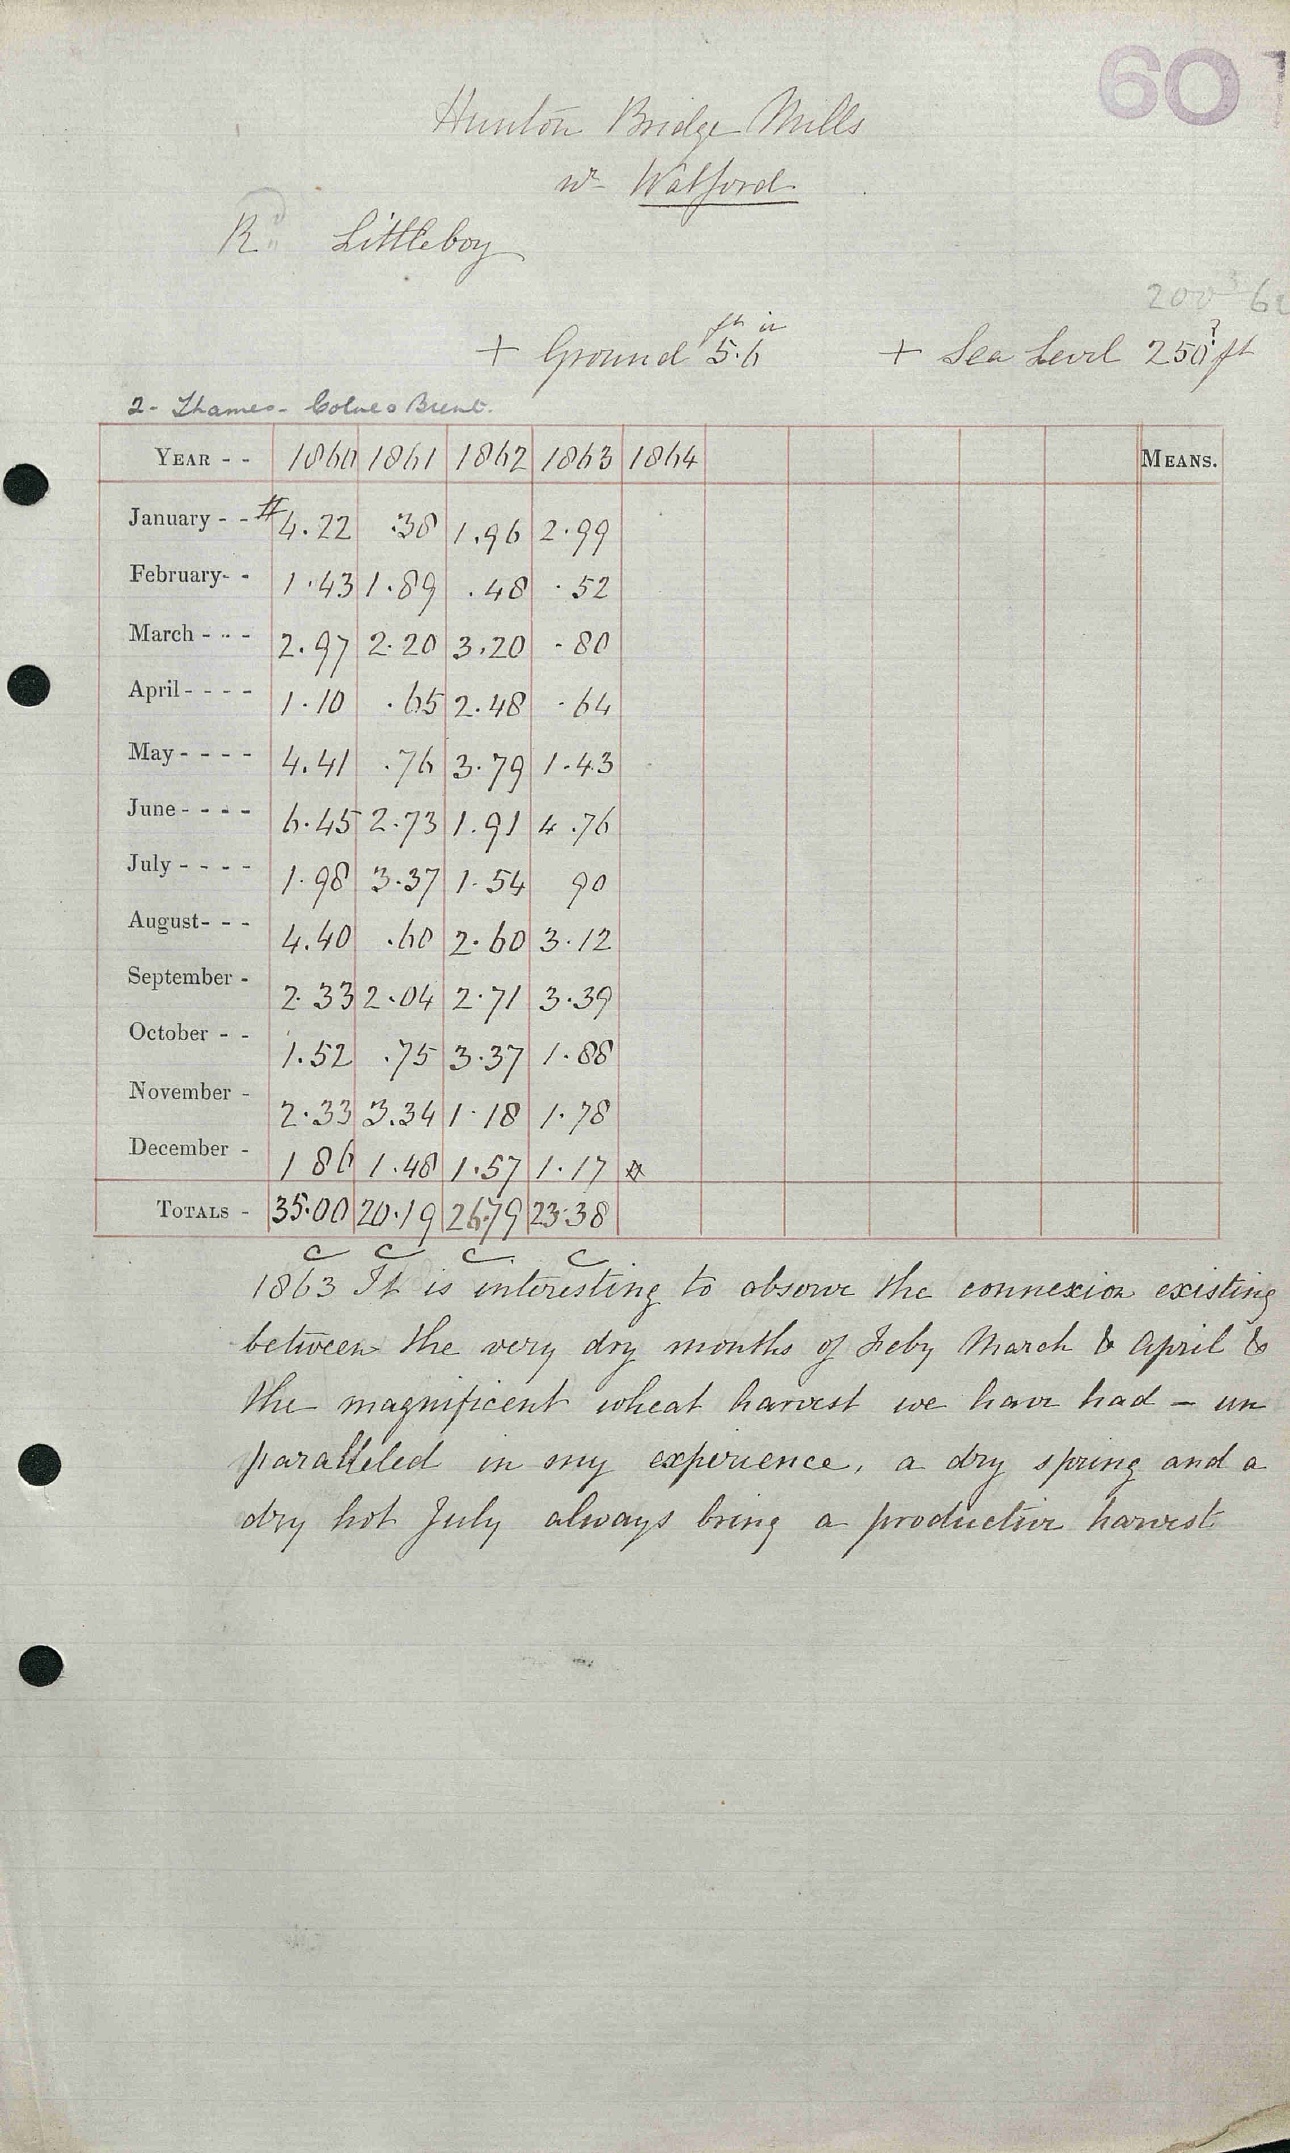 60
Hunton Bridge Mills
nr Watford
Rd Littleboy
200
+ Ground 5.6 ft in + Sea Level 250? ft
2 - Thames - Colne & Brent.
YEAR - - 1860 1861 1862 1863 1864 MEANS.
January - - # 4.22 .38 1.96 2.99
February- - 1.43 1.89 .48 .52
March - - - 2.97 2.20 3.20 .80
April - - - - 1.10 .65 2.48 .64
May - - - - 4.41 .76 3.79 1.43
June - - - - 6.45 2.73 1.91 4.76
July - - - - 1.98 3.37 1.54 90
August- - - 4.40 .60 2.60 3.12
September - 2.33 2.04 2.71 3.39
October - - 1.52 .75 3.37 1.88
November - 2.33 3.34 1.18 1.78
December - 1 86 1.48 1.57 1.17
TOTALS - 35.00 20.19 26.79 23.38
C C C C
1863 It is interesting to observe the connexion existing
between the very dry months of Feby March & April &
the magnificent wheat harvest we have had - un
paralleled in my experience, a dry spring and a
dry hot July always bring a productive harvest